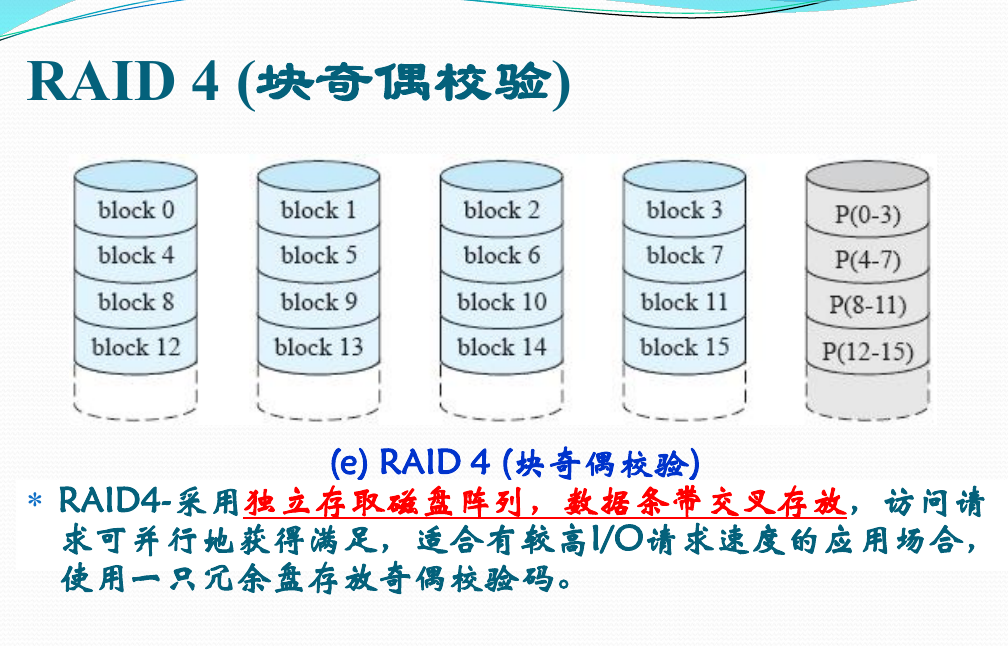 RAID 4 (块奇偶校验)
block 0 block 1 block 2 block 3 P(0-3)
block 4 block 5 block 6 block 7 P(4-7)
block 8 block 9 block 10 block 11 P(8-11)
block 12 block 13 block 14 block 15 P(12-15)
(e) RAID 4 (块奇偶校验)
* RAID4-采用独立存取磁盘阵列，数据条带交叉存放，访问请
求可并行地获得满足，适合有较高I/O请求速度的应用场合，
使用一只冗余盘存放奇偶校验码。